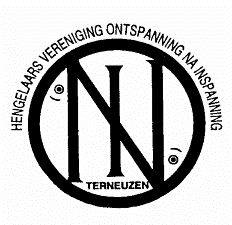 HENGELAARS VERENIGING ONTSPANNING NA INSPANNING
N
TERNEUZEN